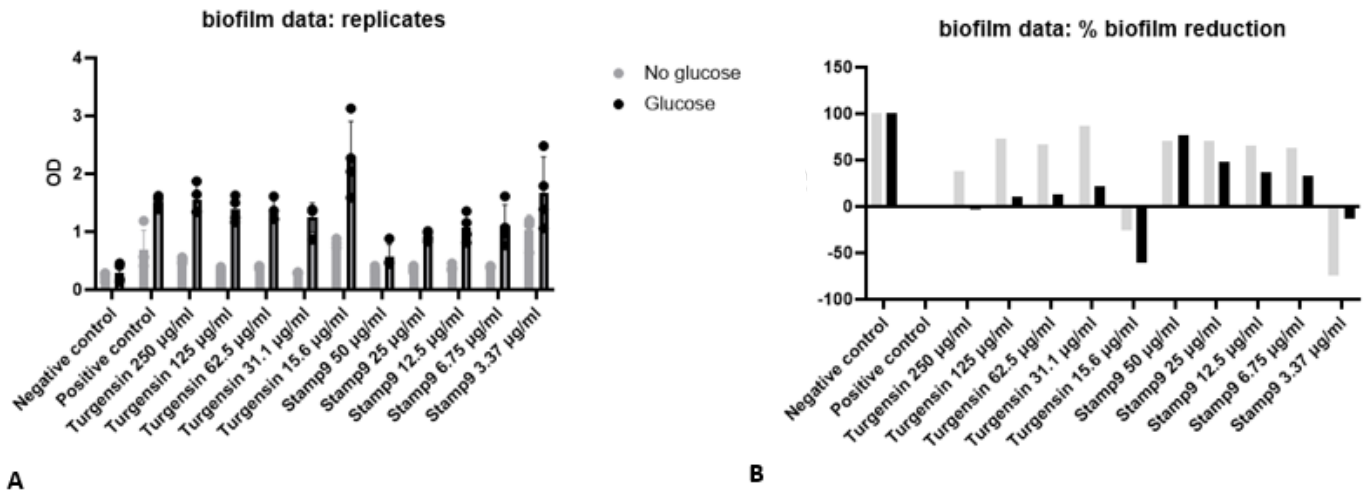 biofilm data: replicates
4
3
2
1
0
OD
No glucose
Glucose
Negative control
Positive control
Turgensin 250 µg/ml
Turgensin 125 µg/ml
Turgensin 62.5 µg/ml
Turgensin 31.1 µg/ml
Turgensin 15.6 µg/ml
Stamp9 50 µg/ml
Stamp9 25 µg/ml
Stamp9 12.5 µg/ml
Stamp9 6.75 µg/ml
Stamp9 3.37 µg/ml
A
biofilm data: % biofilm reduction
150
100
50
0
-50
-100
Negative control
Positive control
Turgensin 250 µg/ml
Turgensin 125 µg/ml
Turgensin 62.5 µg/ml
Turgensin 31.1 µg/ml
Turgensin 15.6 µg/ml
Stamp9 50 µg/ml
Stamp9 25 µg/ml
Stamp9 12.5 µg/ml
Stamp9 6.75 µg/ml
Stamp9 3.37 µg/ml
B